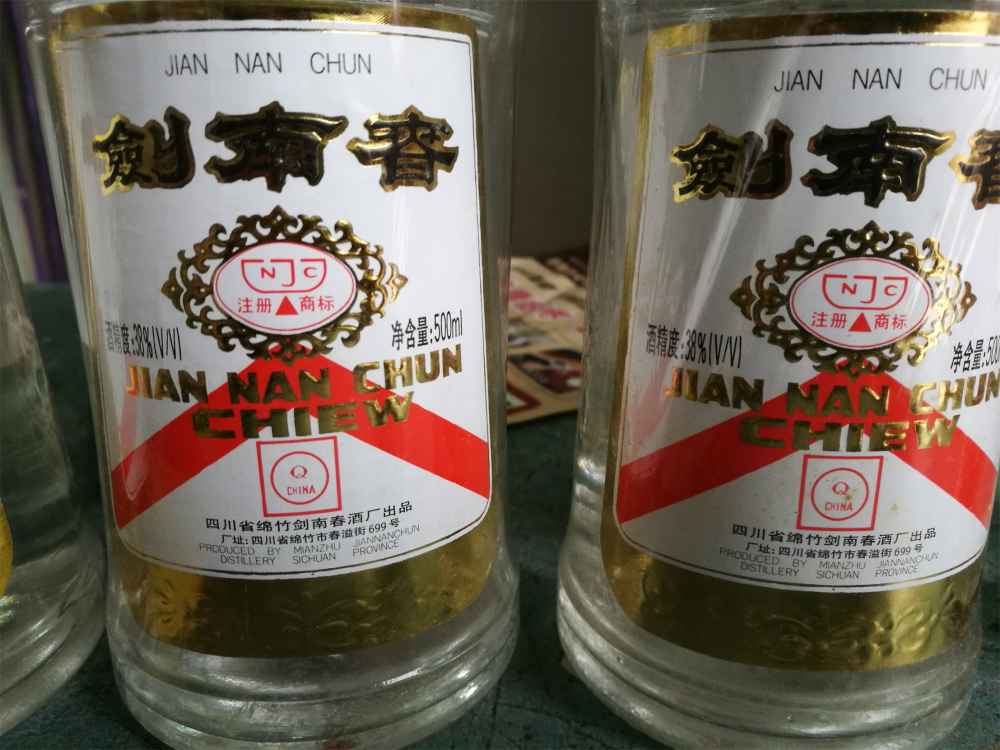 JIAN NAN CHUN
劍南春
NJC
注册 商标
酒精度:38%(V/V)
净含量:500ml
JIAN NAN CHUN
CHIEW
Q
CHINA
四川省绵竹剑南春酒厂出品
厂址:四川省绵竹市春溢街699号
PRODUCED BY MIANZHU JIANNANCHUN
DISTILLERY SICHUAN PROVINCE
JIAN NAN CHUN
劍南春
NJC
注册 商标
酒精度:38%(V/V)
净含量:500
JIAN NAN CHUN
CHIEW
Q
CHINA
四川省绵竹剑南春酒厂出品
厂址:四川省绵竹市春溢街699号
PRODUCED BY MIANZHU JIANNANCHUN
DISTILLERY SICHUAN PROVINCE